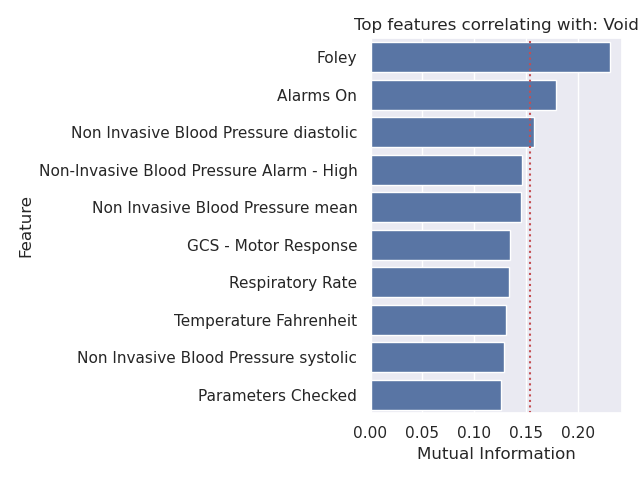 Top features correlating with: Void
Foley
Alarms On
Non Invasive Blood Pressure diastolic
Non-Invasive Blood Pressure Alarm - High
Non Invasive Blood Pressure mean
GCS - Motor Response
Respiratory Rate
Temperature Fahrenheit
Non Invasive Blood Pressure systolic
Parameters Checked
Feature
0.00 0.05 0.10 0.15 0.20
Mutual Information